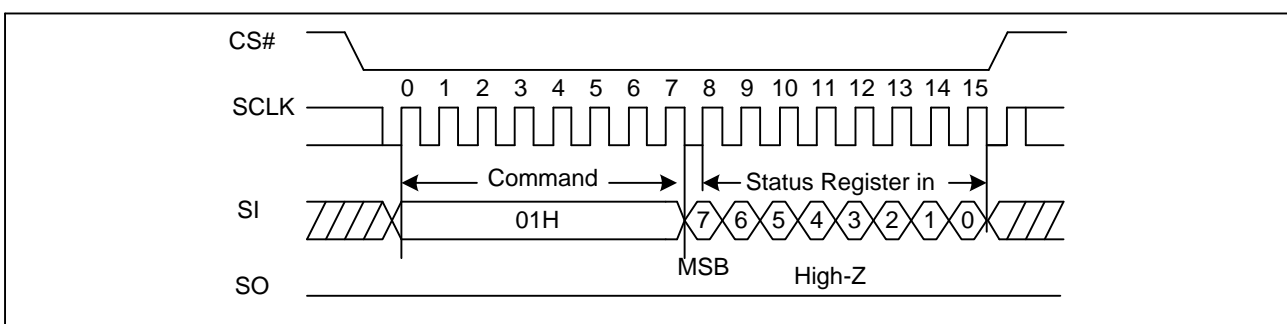 CS#
0 1 2 3 4 5 6 7 8 9 10 11 12 13 14 15
SCLK
Command Status Register in
SI 01H 7 6 5 4 3 2 1 0
MSB High-Z
SO